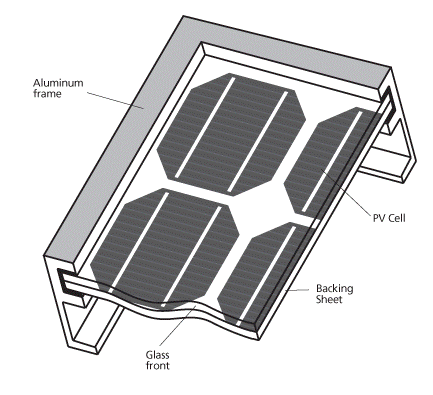 Aluminum
frame
PV Cell
Backing
Sheet
Glass
front